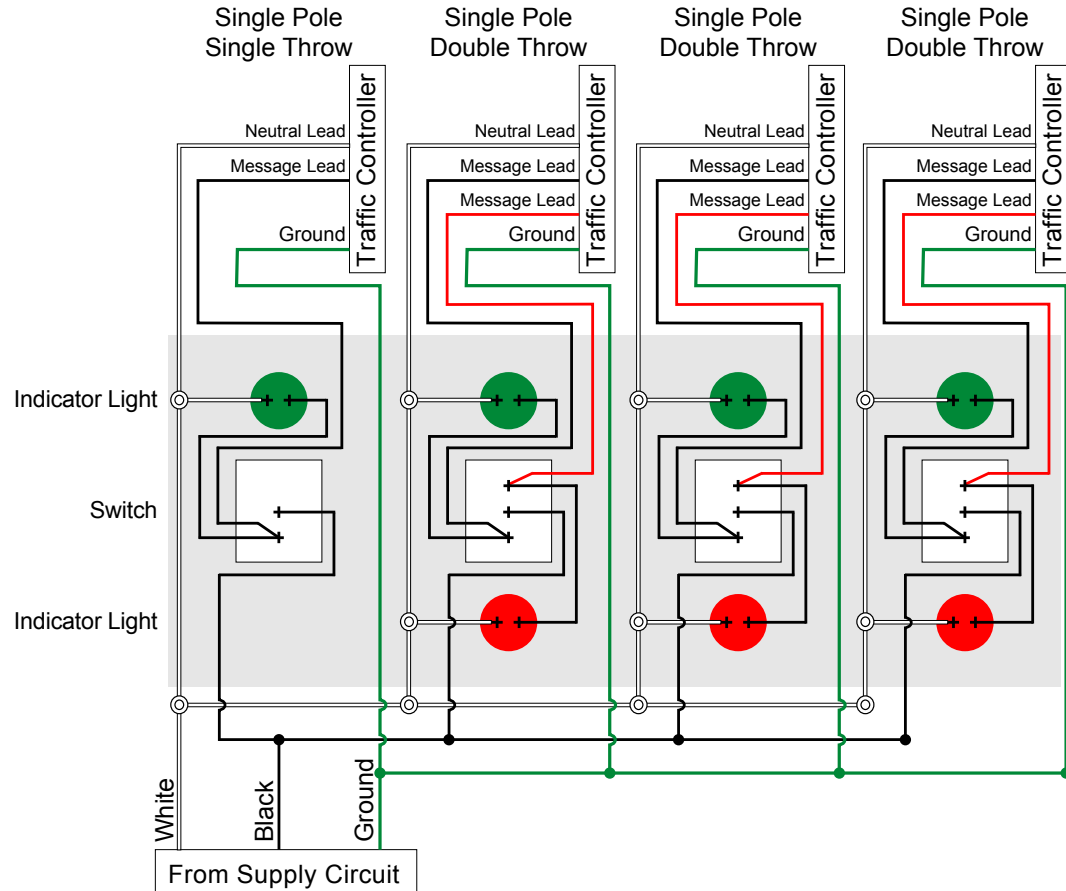 Single Pole
Single Throw
Single Pole
Double Throw
Single Pole
Double Throw
Single Pole
Double Throw
Neutral Lead
Message Lead
Ground
Traffic Controller
Neutral Lead
Message Lead
Message Lead
Ground
Traffic Controller
Neutral Lead
Message Lead
Message Lead
Ground
Traffic Controller
Neutral Lead
Message Lead
Message Lead
Ground
Traffic Controller
Indicator Light
Switch
Indicator Light
White
Black
Ground
From Supply Circuit